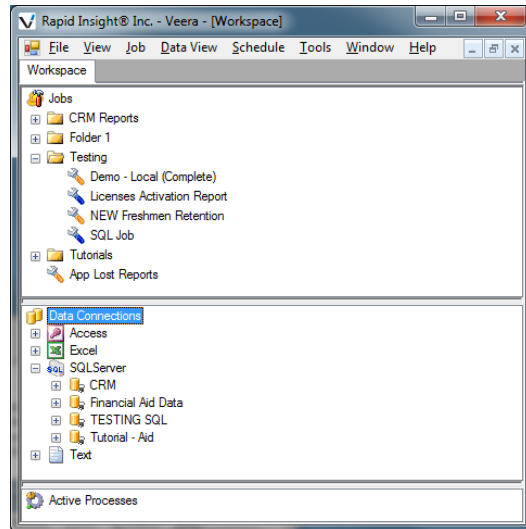 Rapid Insight® Inc. - Veera - [Workspace]
File View Job Data View Schedule Tools Window Help
Workspace
Jobs
CRM Reports
Folder 1
Testing
Demo - Local (Complete)
Licenses Activation Report
NEW Freshmen Retention
SQL Job
Tutorials
App Lost Reports
Data Connections
Access
Excel
SQL SQLServer
CRM
Financial Aid Data
TESTING SQL
Tutorial - Aid
Text
Active Processes